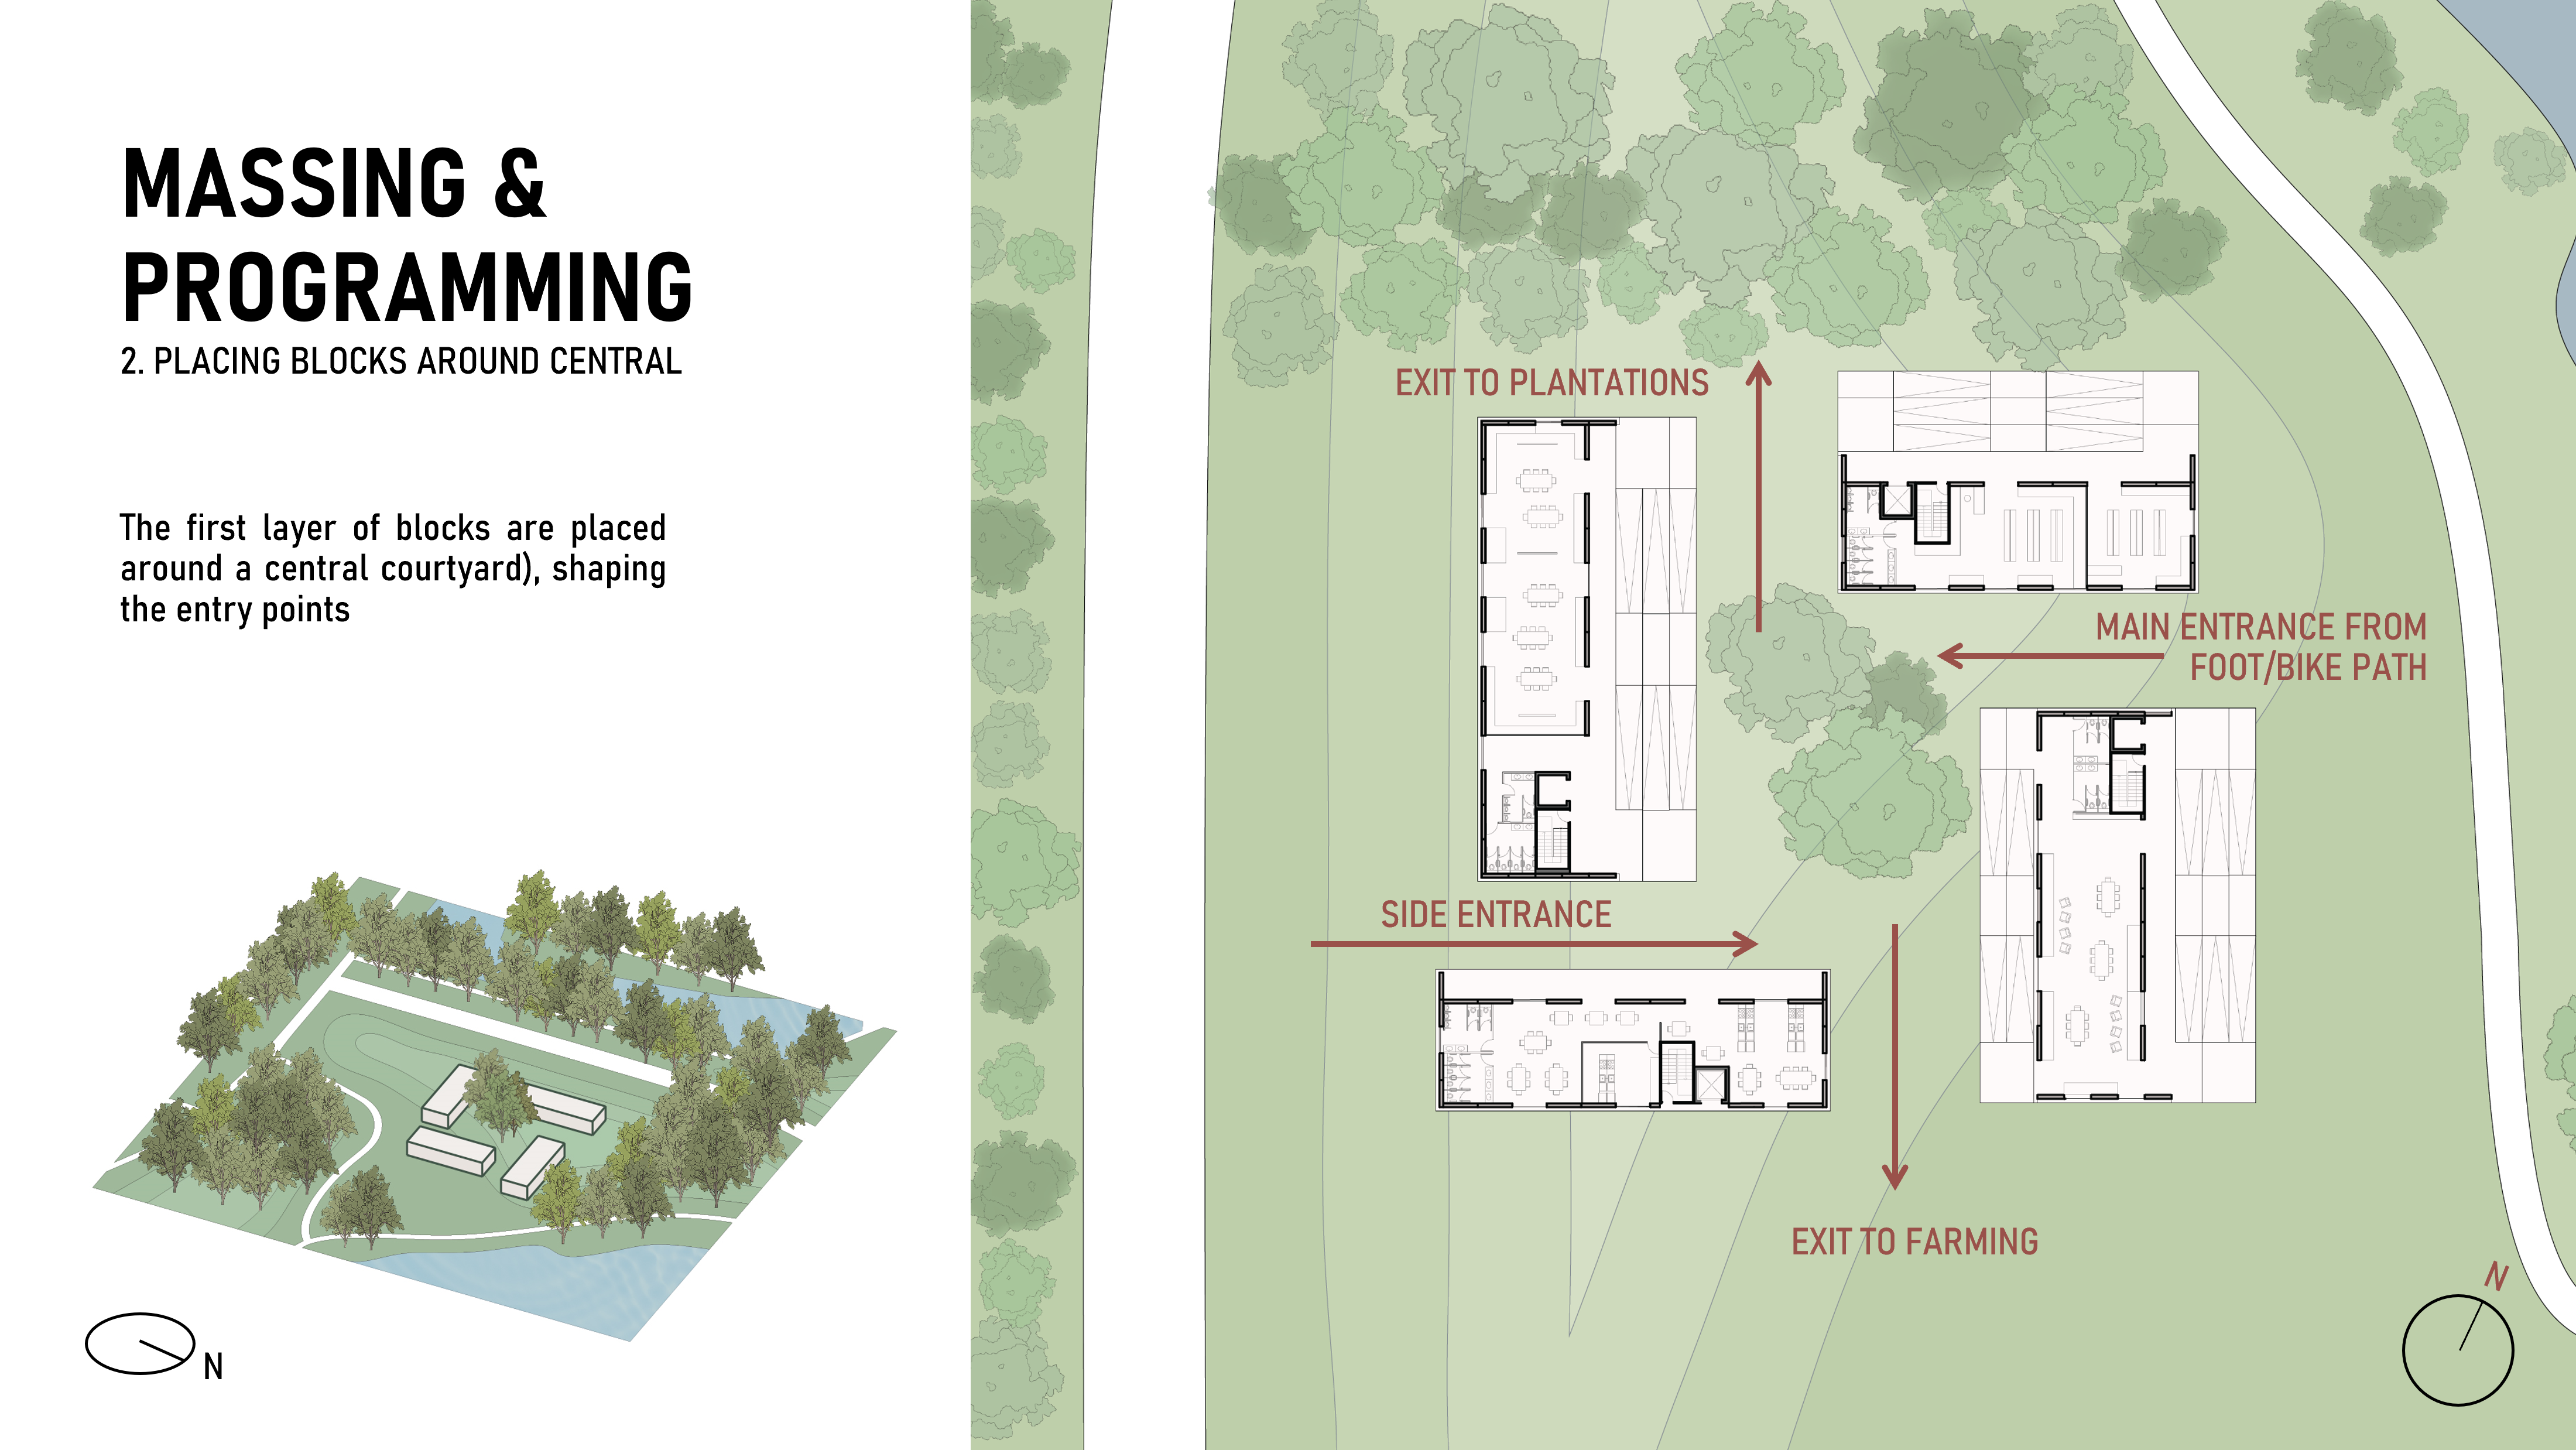 MASSING &
PROGRAMMING
2. PLACING BLOCKS AROUND CENTRAL
The first layer of blocks are placed
around a central courtyard), shaping
the entry points
N
EXIT TO PLANTATIONS
MAIN ENTRANCE FROM
FOOT/BIKE PATH
SIDE ENTRANCE
EXIT TO FARMING
N